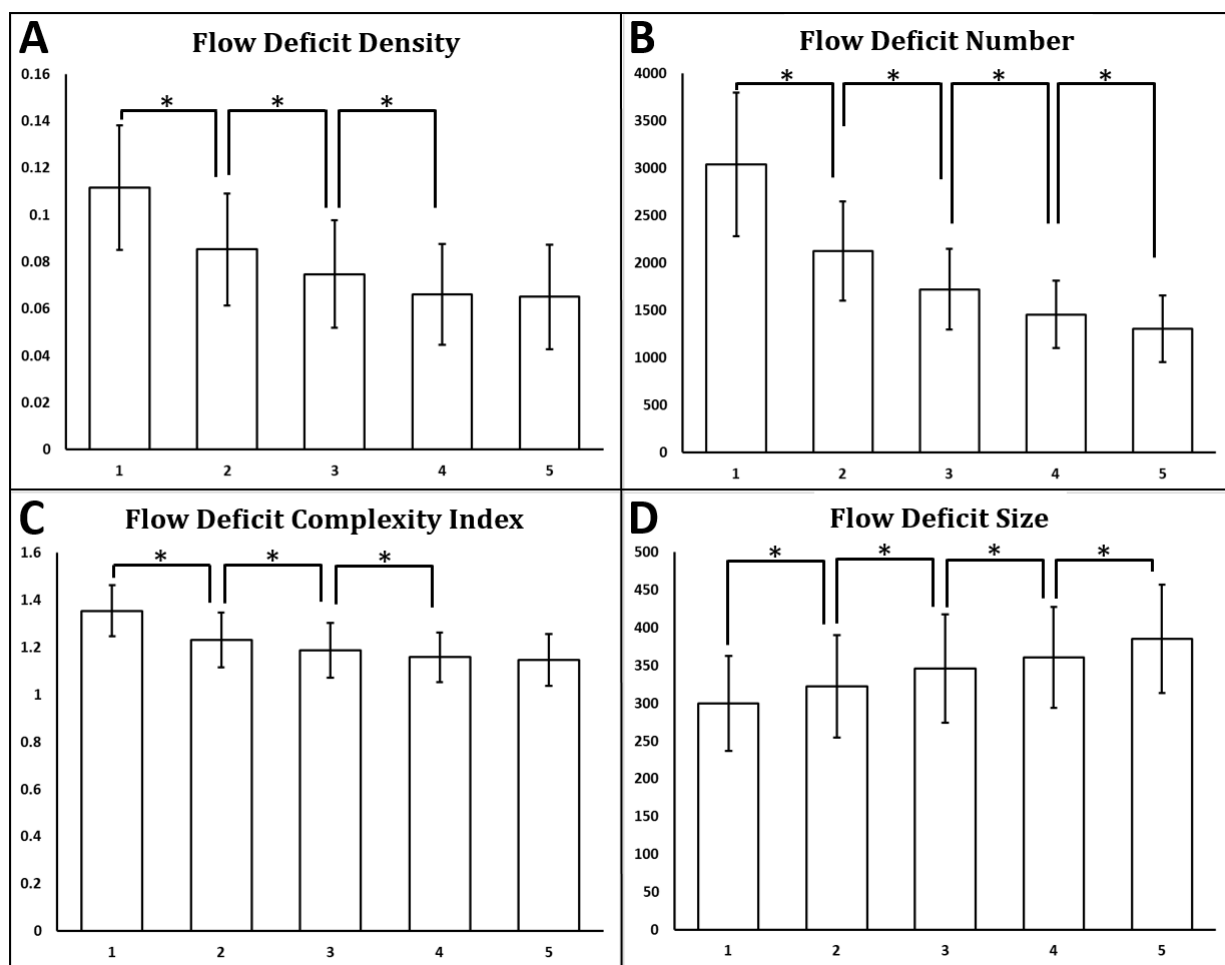 A
Flow Deficit Density
0.16
0.14
0.12
0.1
0.08
0.06
0.04
0.02
0
* * *
1 2 3 4 5
B
Flow Deficit Number
4000
3500
3000
2500
2000
1500
1000
500
0
* * * *
1 2 3 4 5
C
Flow Deficit Complexity Index
1.6
1.4
1.2
1
0.8
0.6
0.4
0.2
0
* * *
1 2 3 4 5
D
Flow Deficit Size
500
450
400
350
300
250
200
150
100
50
0
* * * *
1 2 3 4 5